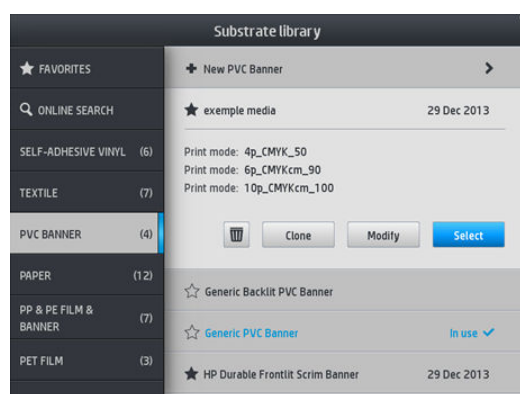 Substrate library
FAVORITES
ONLINE SEARCH
SELF-ADHESIVE VINYL (6)
TEXTILE (7)
PVC BANNER (4)
PAPER (12)
PP & PE FILM &
BANNER (7)
PET FILM (3)
New PVC Banner
exemple media 29 Dec 2013
Print mode: 4p_CMYK_50
Print mode: 6p_CMYKcm_90
Print mode: 10p_CMYKcm_100
Clone Modify Select
Generic Backlit PVC Banner
Generic PVC Banner In use
HP Durable Frontlit Scrim Banner 29 Dec 2013